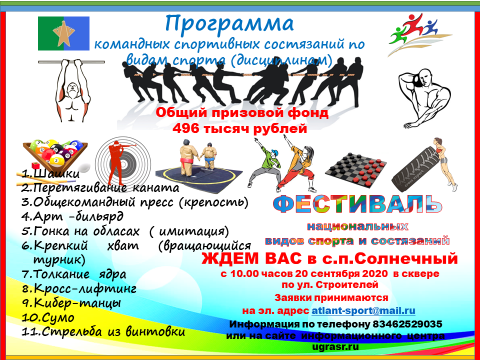 Программа
командных спортивных состязаний по
видам спорта (дисциплинам)
Общий призовой фонд
496 тысяч рублей
1.Шашки
2.Перетягивание каната
3.Общекомандный пресс (крепость)
4.Арт –бильярд
5.Гонка на обласах ( имитация)
6.Крепкий хват (вращающийся
турник)
7.Толкание ядра
8.Кросс-лифтинг
9.Кибер-танцы
10.Сумо
11.Стрельба из винтовки
ФЕСТИВАЛЬ
национальных
видов спорта и состязаний
ЖДЕМ ВАС в с.п.Солнечный
с 10.00 часов 20 сентября 2020 в сквере
по ул. Строителей
Заявки принимаются
на эл. адрес atlant-sport@mail.ru
Информация по телефону 83462529035
или на сайте информационного центра
ugrasr.ru